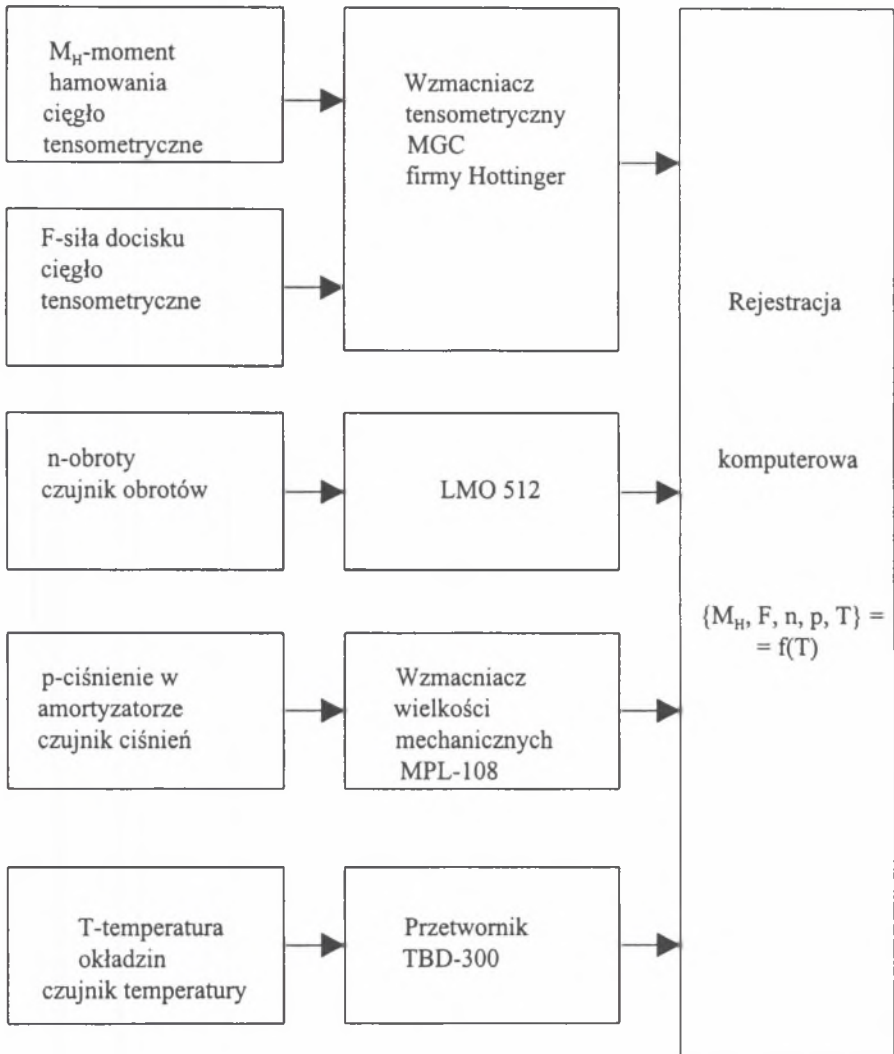 M_H-moment
hamowania
cięgło
tensometryczne
Wzmacniacz
tensometryczny
MGC
firmy Hottinger
F-siła docisku
cięgło
tensometryczne
n-obroty
czujnik obrotów
LMO 512
p-ciśnienie w
amortyzatorze
czujnik ciśnień
Wzmacniacz
wielkości
mechanicznych
MPL-108
T-temperatura
okładzin
czujnik temperatury
Przetwornik
TBD-300
Rejestracja
komputerowa
{M_H, F, n, p, T} =
= f(T)